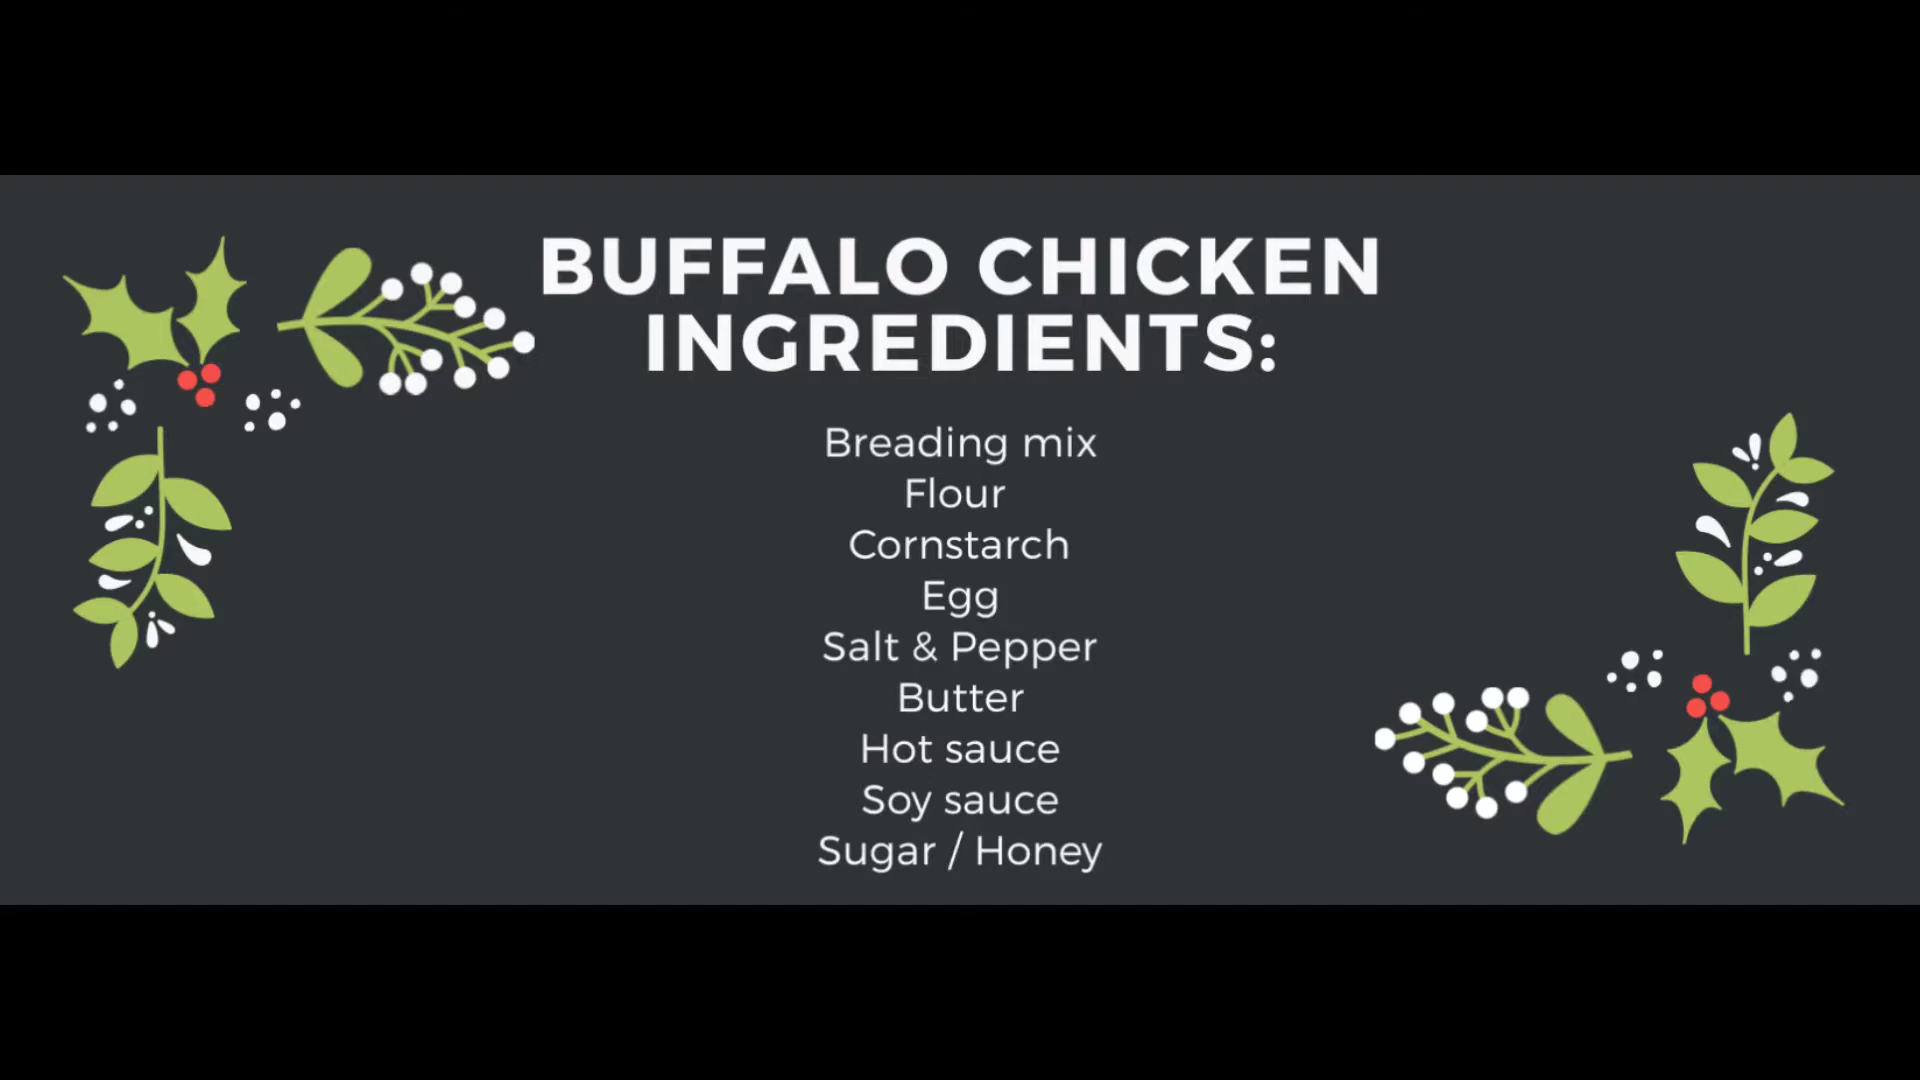 BUFFALO CHICKEN
INGREDIENTS:
Breading mix
Flour
Cornstarch
Egg
Salt & Pepper
Butter
Hot sauce
Soy sauce
Sugar / Honey